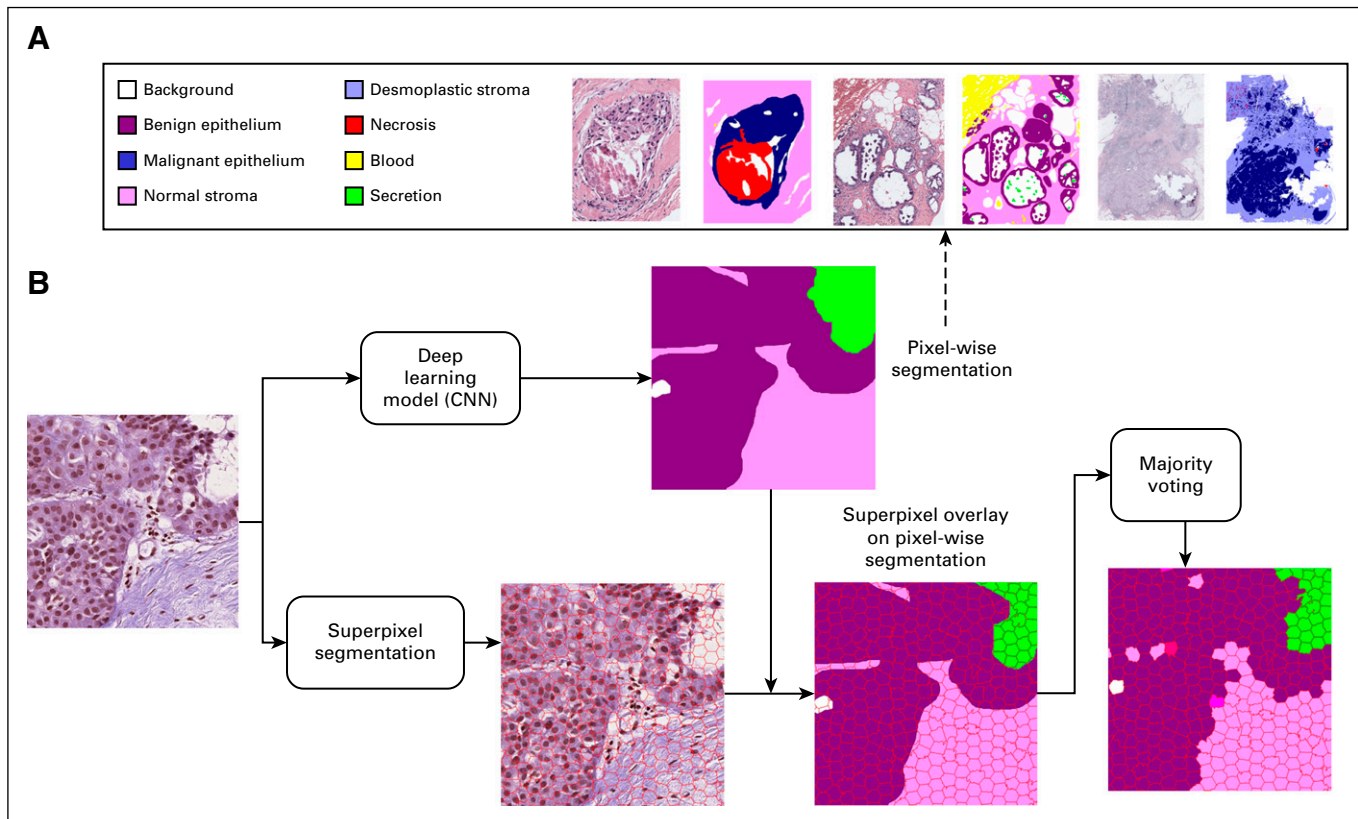 A
Background
Benign epithelium
Malignant epithelium
Normal stroma
Desmoplastic stroma
Necrosis
Blood
Secretion
B
Deep
learning
model (CNN)
Pixel-wise
segmentation
Superpixel
segmentation
Superpixel overlay
on pixel-wise
segmentation
Majority
voting